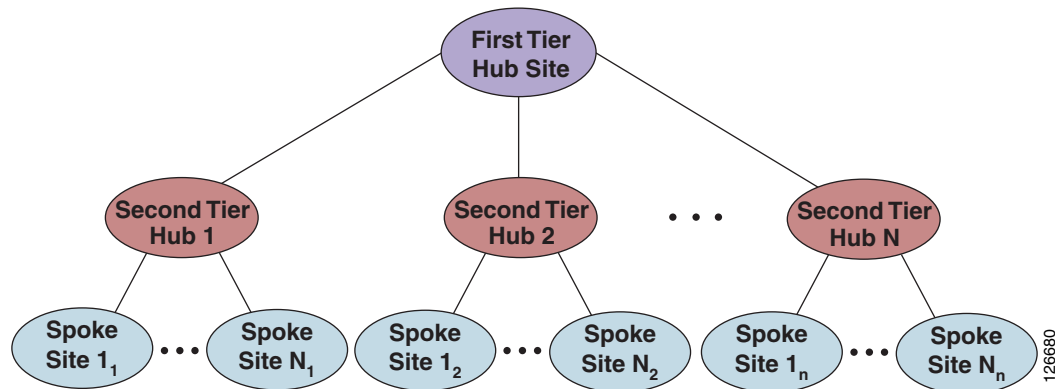 First Tier
Hub Site
Second Tier
Hub 1
Second Tier
Hub 2
• • •
Second Tier
Hub N
Spoke
Site 1₁
•••
Spoke
Site N₁
Spoke
Site 1₂
•••
Spoke
Site N₂
Spoke
Site 1ₙ
•••
Spoke
Site Nₙ
126680